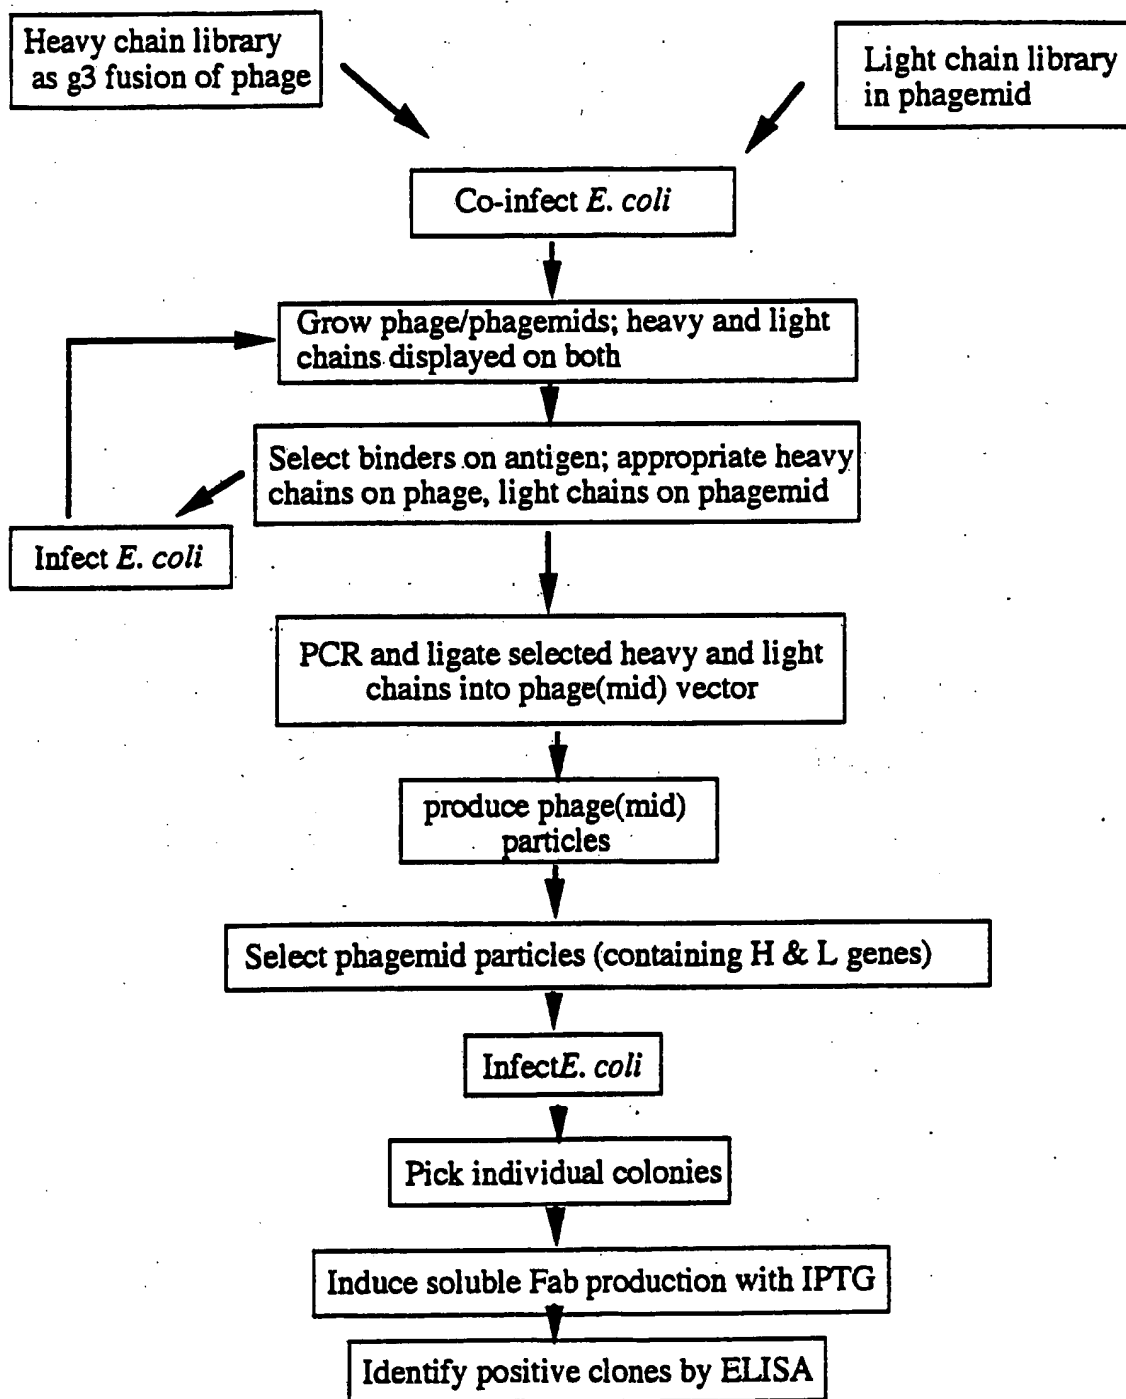 Heavy chain library
as g3 fusion of phage
Light chain library
in phagemid
Co-infect E. coli
Grow phage/phagemids; heavy and light
chains displayed on both
Select binders on antigen; appropriate heavy
chains on phage, light chains on phagemid
Infect E. coli
PCR and ligate selected heavy and light
chains into phage(mid) vector
produce phage(mid)
particles
Select phagemid particles (containing H & L genes)
InfectE. coli
Pick individual colonies
Induce soluble Fab production with IPTG
Identify positive clones by ELISA